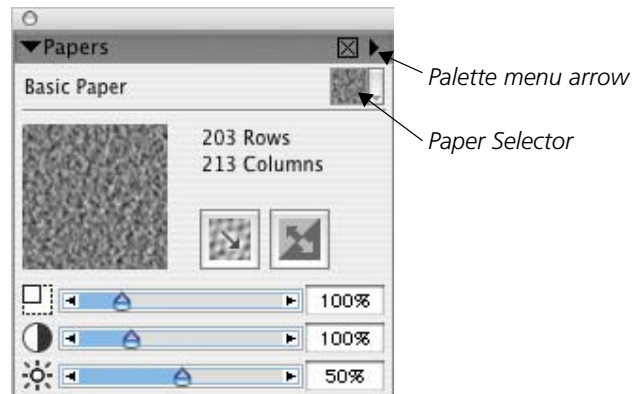 Papers
Basic Paper
203 Rows
213 Columns
100%
100%
50%
Palette menu arrow
Paper Selector